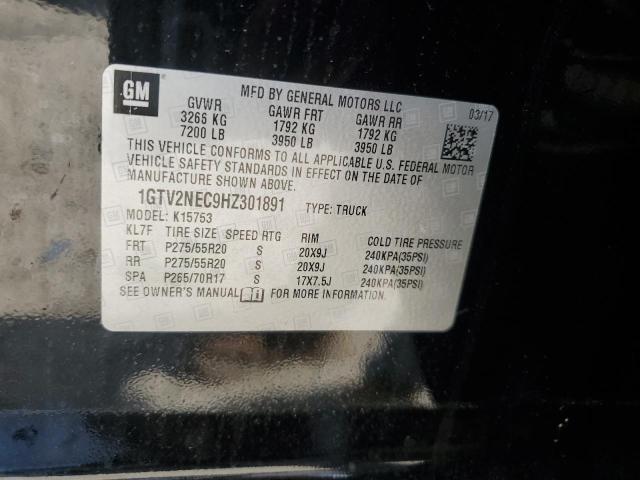 GM
MFD BY GENERAL MOTORS LLC
03/17
GVWR GAWR FRT GAWR RR
3266 KG 1792 KG 1792 KG
7200 LB 3950 LB 3950 LB
THIS VEHICLE CONFORMS TO ALL APPLICABLE U.S. FEDERAL MOTOR
VEHICLE SAFETY STANDARDS IN EFFECT ON THE DATE OF
MANUFACTURE SHOWN ABOVE.
1GTV2NEC9HZ301891 TYPE: TRUCK
MODEL: K15753
KL7F TIRE SIZE SPEED RTG RIM COLD TIRE PRESSURE
FRT P275/55R20 S 20X9J 240KPA(35PSI)
RR P275/55R20 S 20X9J 240KPA(35PSI)
SPA P265/70R17 S 17X7.5J 240KPA(35PSI)
SEE OWNER'S MANUAL FOR MORE INFORMATION.